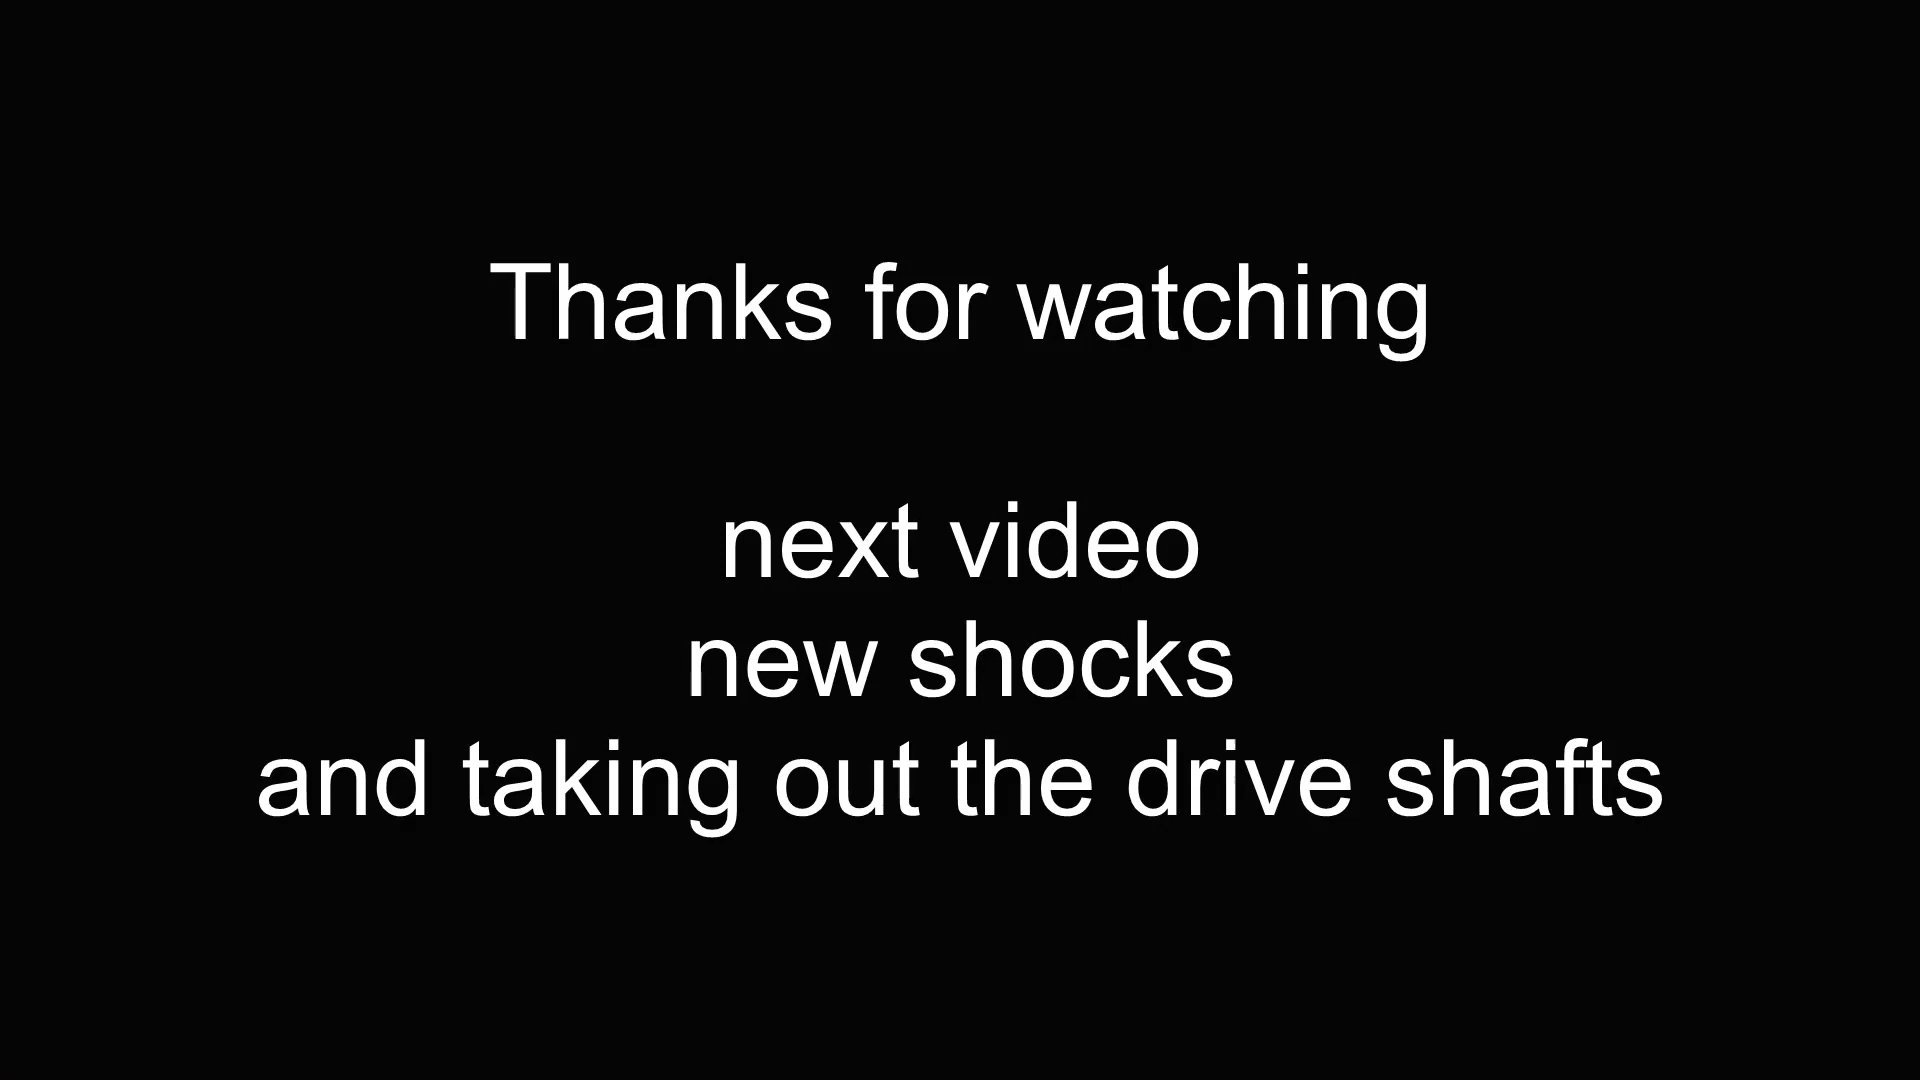 Thanks for watching
next video
new shocks
and taking out the drive shafts